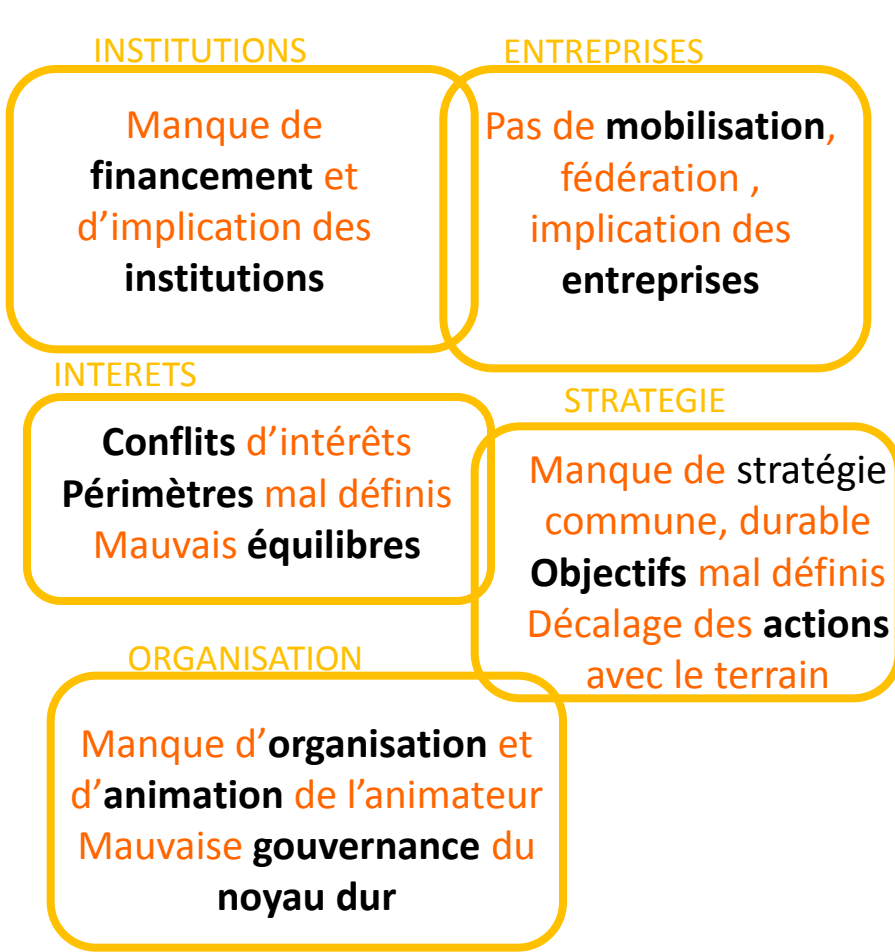 INSTITUTIONS
Manque de
financement et
d’implication des
institutions
ENTREPRISES
Pas de mobilisation,
fédération ,
implication des
entreprises
INTERETS
Conflits d’intérêts
Périmètres mal définis
Mauvais équilibres
STRATEGIE
Manque de stratégie
commune, durable
Objectifs mal définis
Décalage des actions
avec le terrain
ORGANISATION
Manque d’organisation et
d’animation de l’animateur
Mauvaise gouvernance du
noyau dur